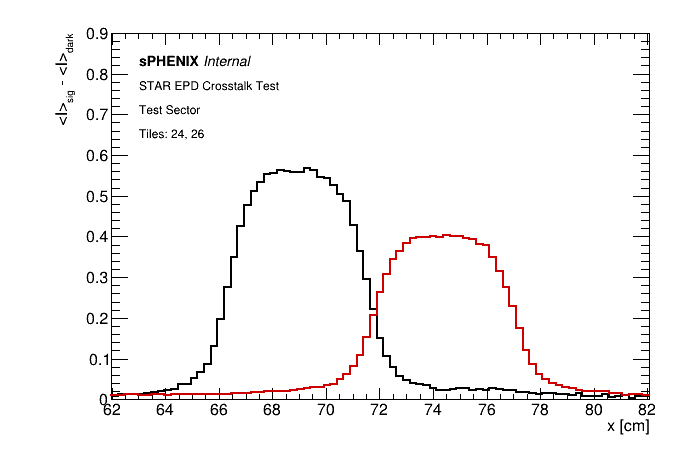 0.9
0.8
0.7
0.6
0.5
0.4
0.3
0.2
0.1
0
<I>sig - <I>dark
sPHENIX Internal
STAR EPD Crosstalk Test
Test Sector
Tiles: 24, 26
62 64 66 68 70 72 74 76 78 80 82
x [cm]